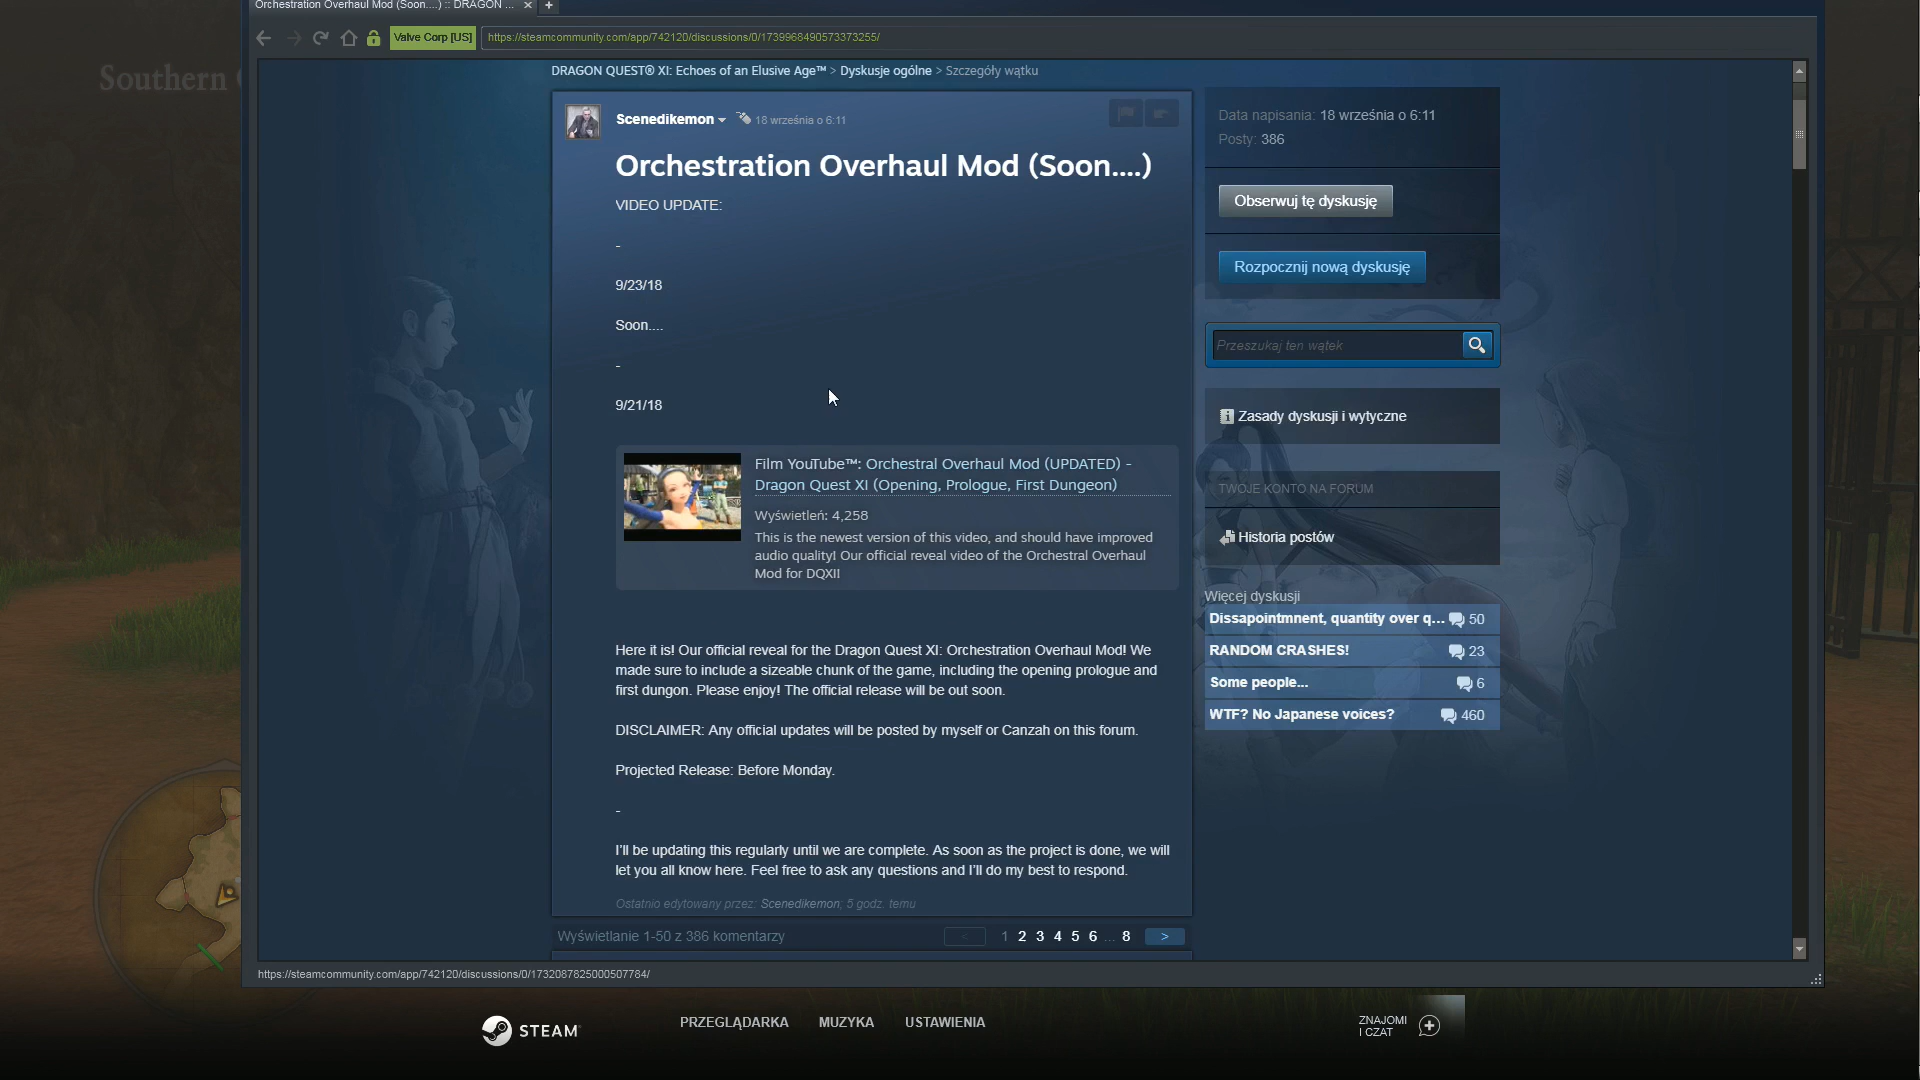 Orchestration Overhaul Mod (Soon....) :: DRAGON ...
Valve Corp [US]
https://steamcommunity.com/app/742120/discussions/0/1739968490573373255/
Southern
DRAGON QUEST® XI: Echoes of an Elusive Age™ > Dyskusje ogólne > Szczegóły wątku
Scenedikemon
18 września o 6:11
Orchestration Overhaul Mod (Soon....)
VIDEO UPDATE:
-
9/23/18
Soon....
-
9/21/18
Film YouTube™: Orchestral Overhaul Mod (UPDATED) -
Dragon Quest XI (Opening, Prologue, First Dungeon)
Wyświetleń: 4,258
This is the newest version of this video, and should have improved
audio quality! Our official reveal video of the Orchestral Overhaul
Mod for DQXI!
Here it is! Our official reveal for the Dragon Quest XI: Orchestration Overhaul Mod! We
made sure to include a sizeable chunk of the game, including the opening prologue and
first dungon. Please enjoy! The official release will be out soon.
DISCLAIMER: Any official updates will be posted by myself or Canzah on this forum.
Projected Release: Before Monday.
-
I'll be updating this regularly until we are complete. As soon as the project is done, we will
let you all know here. Feel free to ask any questions and I'll do my best to respond.
Ostatnio edytowany przez: Scenedikemon; 5 godz. temu
Wyświetlanie 1-50 z 386 komentarzy
< 1 2 3 4 5 6 ... 8 >
Data napisania: 18 września o 6:11
Posty: 386
Obserwuj tę dyskusję
Rozpocznij nową dyskusję
Przeszukaj ten wątek
Zasady dyskusji i wytyczne
TWOJE KONTO NA FORUM
Historia postów
Więcej dyskusji
Dissapointmnent, quantity over q... 50
RANDOM CRASHES! 23
Some people... 6
WTF? No Japanese voices? 460
https://steamcommunity.com/app/742120/discussions/0/1732087825000507784/
STEAM
PRZEGLĄDARKA
MUZYKA
USTAWIENIA
ZNAJOMI
I CZAT